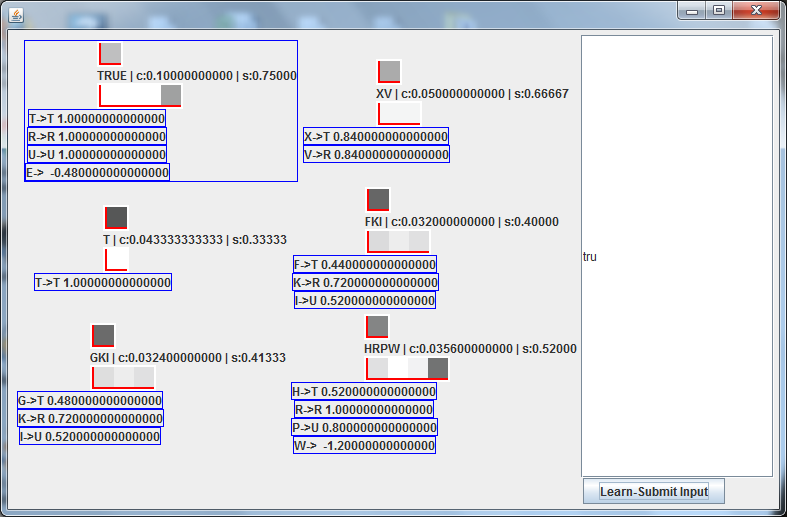 TRUE | c:0.10000000000 | s:0.75000
T->T 1.00000000000000
R->R 1.00000000000000
U->U 1.00000000000000
E-> -0.480000000000000
XV | c:0.050000000000 | s:0.66667
X->T 0.840000000000000
V->R 0.840000000000000
T | c:0.043333333333 | s:0.33333
T->T 1.00000000000000
FKI | c:0.032000000000 | s:0.40000
F->T 0.440000000000000
K->R 0.720000000000000
I->U 0.520000000000000
GKI | c:0.032400000000 | s:0.41333
G->T 0.480000000000000
K->R 0.720000000000000
I->U 0.520000000000000
HRPW | c:0.035600000000 | s:0.52000
H->T 0.520000000000000
R->R 1.00000000000000
P->U 0.800000000000000
W-> -1.20000000000000
tru
Learn-Submit Input